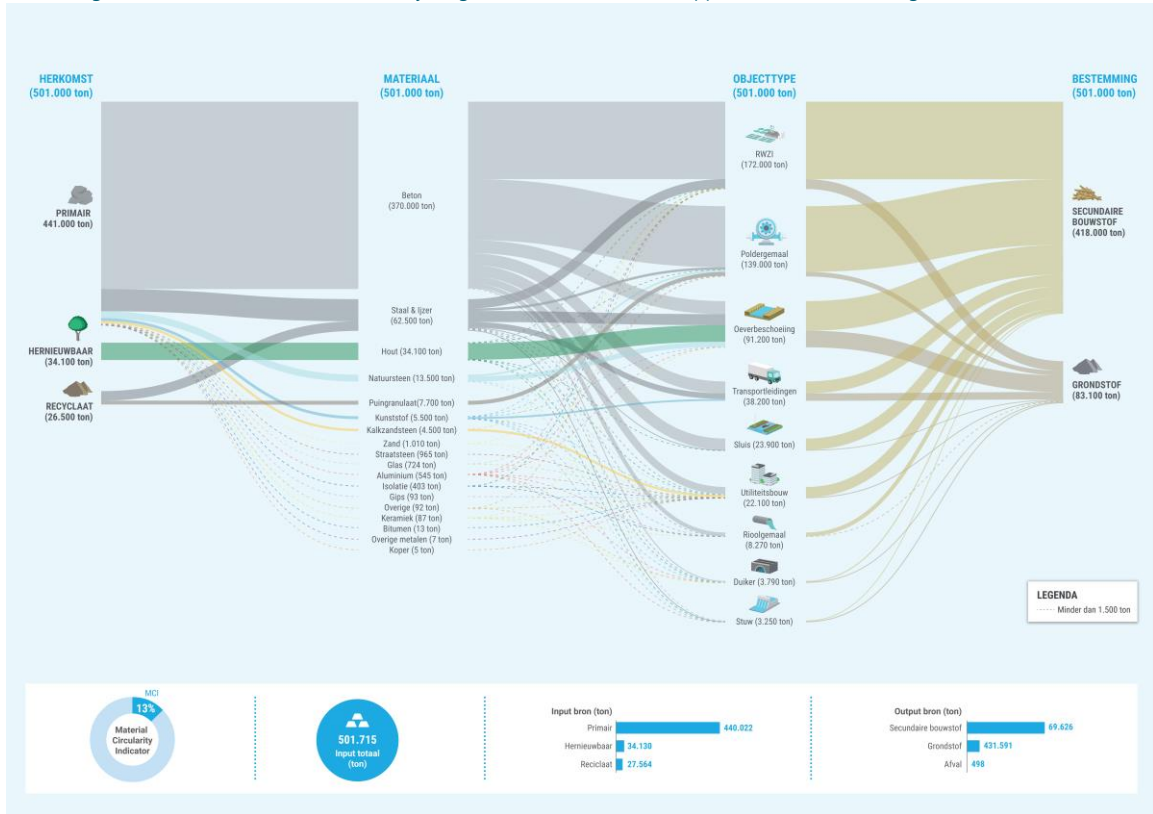 HERKOMST
(501.000 ton)
MATERIAAL
(501.000 ton)
OBJECTTYPE
(501.000 ton)
BESTEMMING
(501.000 ton)
PRIMAIR
441.000 ton)
HERNIEUWBAAR
(34.100 ton)
RECYCLAAT
(26.500 ton)
Beton
(370.000 ton)
Staal & Ijzer
(62.500 ton)
Hout (34.100 ton)
Natuursteen (13.500 ton)
Puingranulaat(7.700 ton)
Kunststof (5.500 ton)
Kalkzandsteen (4.500 ton)
Zand (1.010 ton)
Straatsteen (965 ton)
Glas (724 ton)
Aluminium (545 ton)
Isolatie (403 ton)
Gips (93 ton)
Overige (92 ton)
Keramiek (87 ton)
Bitumen (13 ton)
Overige metalen (7 ton)
Koper (5 ton)
RWZI
(172.000 ton)
Poldergemaal
(139.000 ton)
Oeverbeschoeiing
(91.200 ton)
Transportleidingen
(38.200 ton)
Sluis (23.900 ton)
Utiliteitsbouw
(22.100 ton)
Rioolgemaal
(8.270 ton)
Duiker (3.790 ton)
Stuw (3.250 ton)
SECUNDAIRE
BOUWSTOF
(418.000 ton)
GRONDSTOF
(83.100 ton)
LEGENDA
Minder dan 1.500 ton
MCI
13%
Material
Circularity
Indicator
501.715
Input totaal
(ton)
Input bron (ton)
Primair 440.022
Hernieuwbaar 34.130
Reciclaat 27.564
Output bron (ton)
Secundaire bouwstof 69.626
Grondstof 431.591
Afval 498